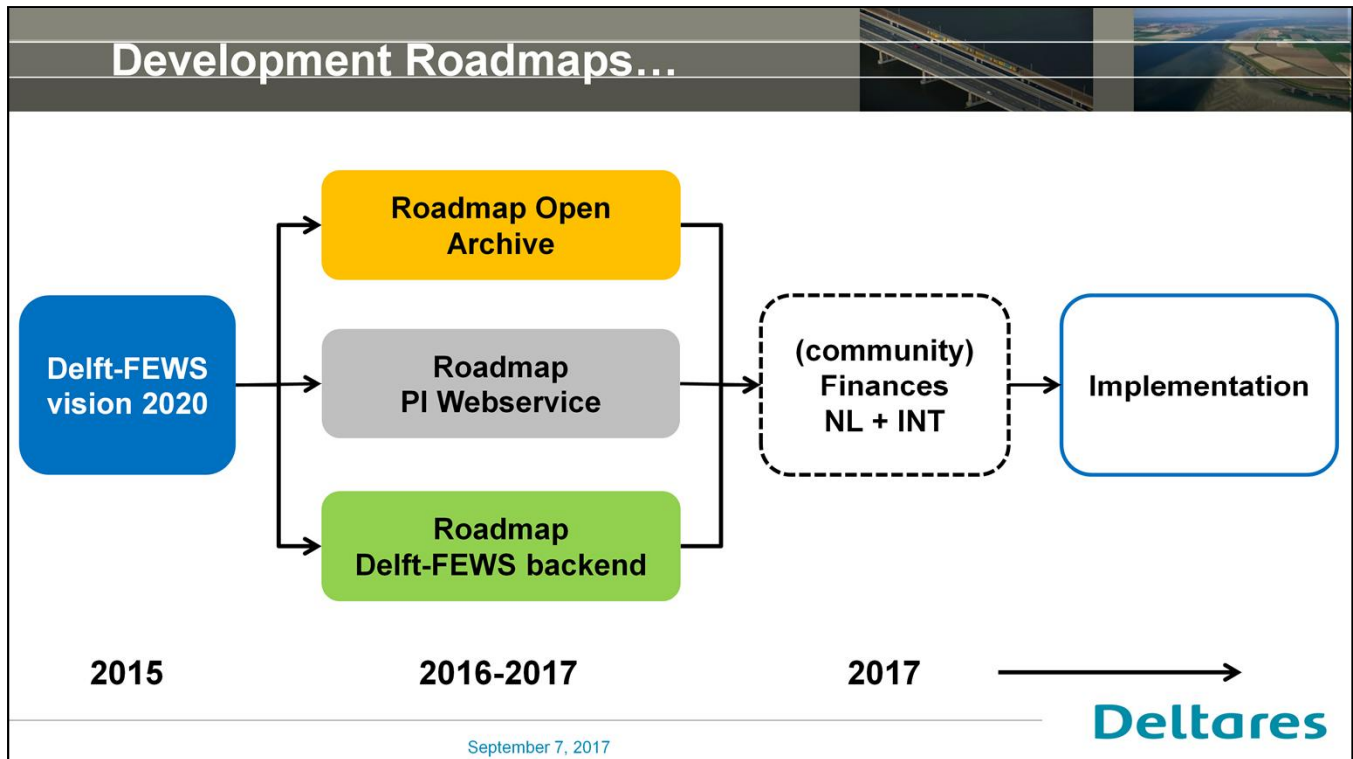 Development Roadmaps…
Roadmap Open
Archive
Delft-FEWS
vision 2020
Roadmap
PI Webservice
(community)
Finances
NL + INT
Implementation
Roadmap
Delft-FEWS backend
2015
2016-2017
2017
Deltares
September 7, 2017